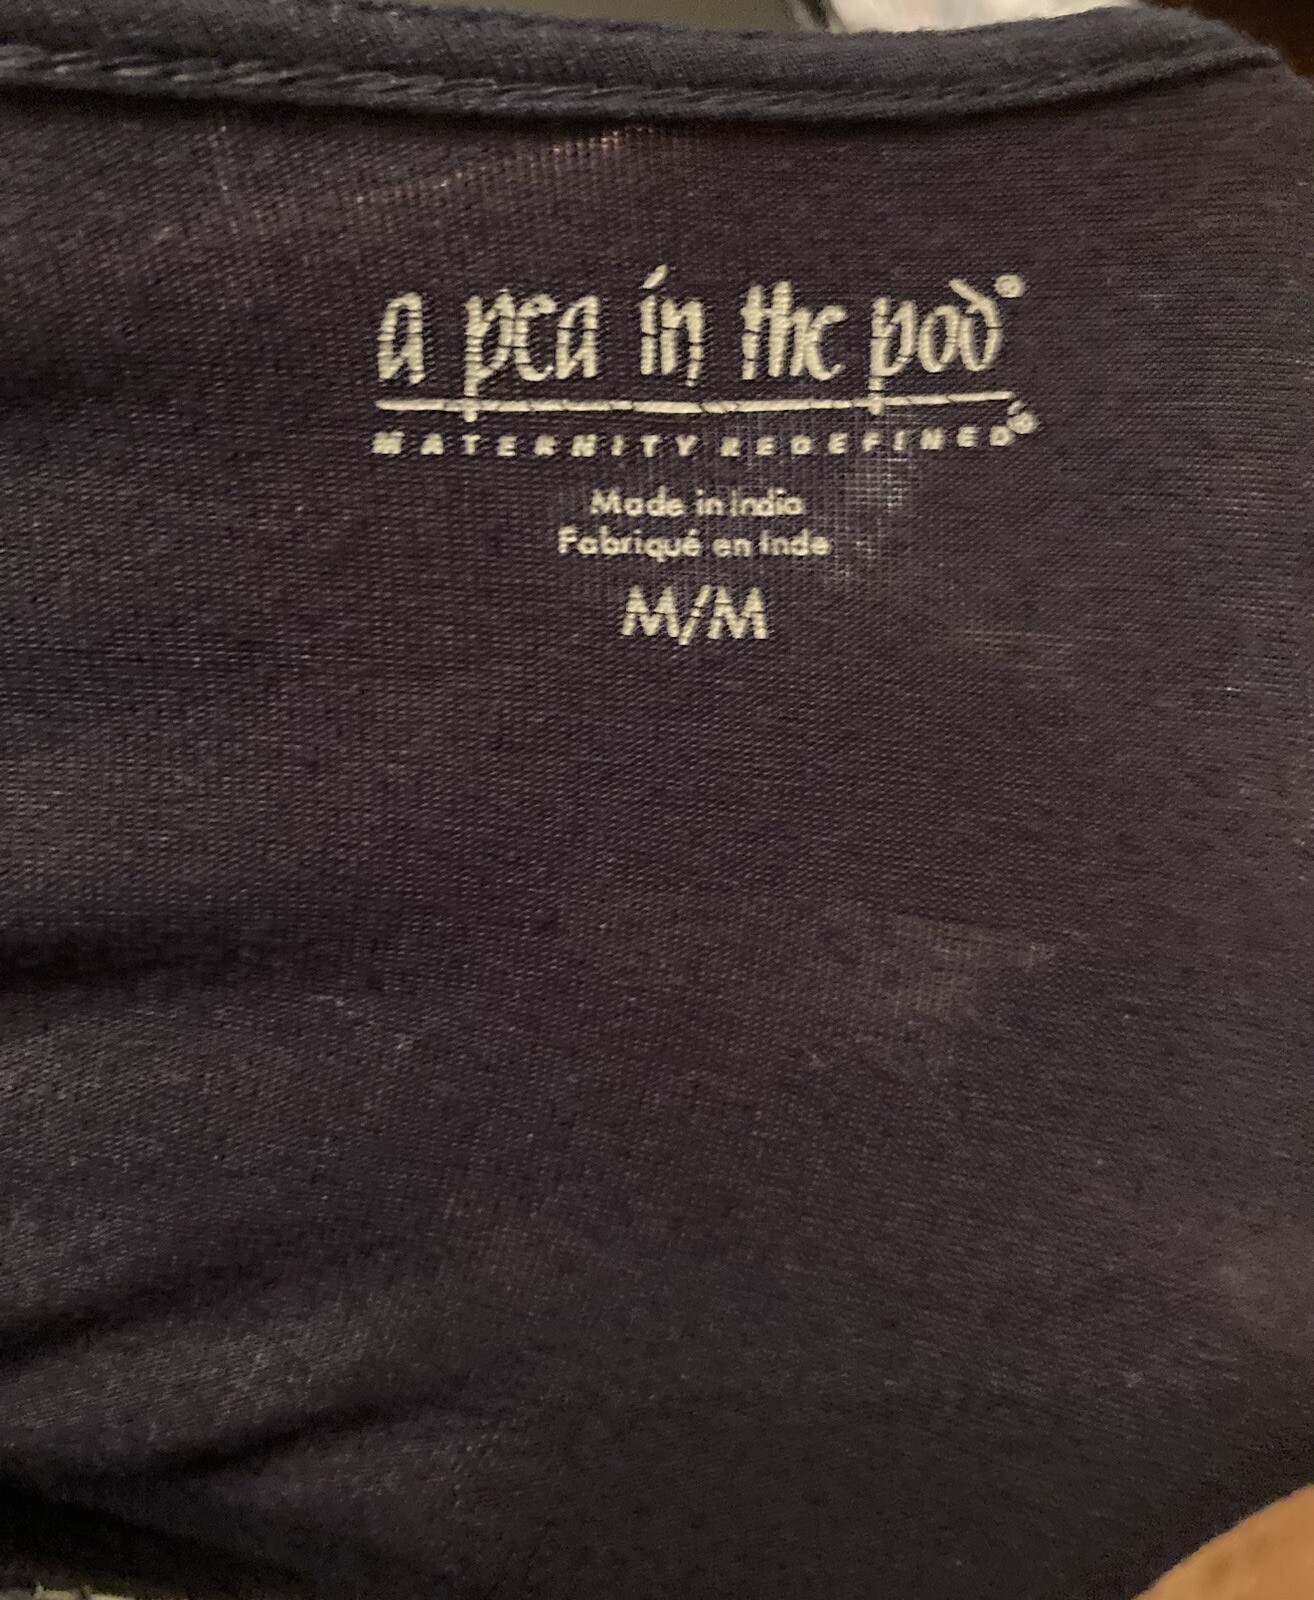 a pea in the pod®
MATERNITY REDEFINED®
Made in India
Fabriqué en Inde
M/M